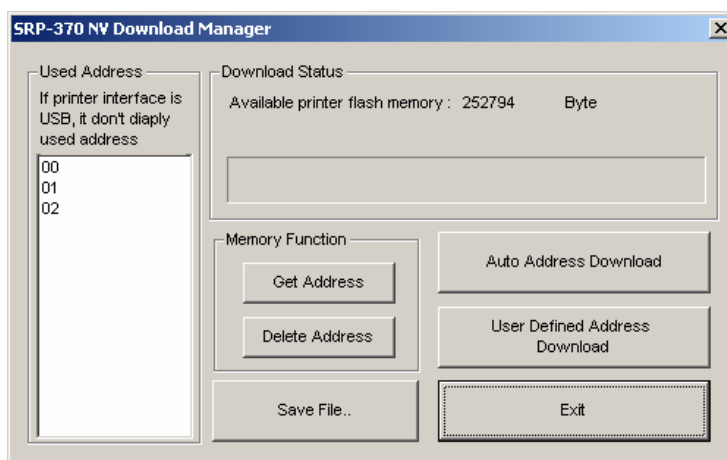 SRP-370 NV Download Manager
Used Address
If printer interface is
USB, it don't diaply
used address
00
01
02
Download Status
Available printer flash memory : 252794 Byte
Memory Function
Get Address
Delete Address
Auto Address Download
User Defined Address
Download
Save File..
Exit